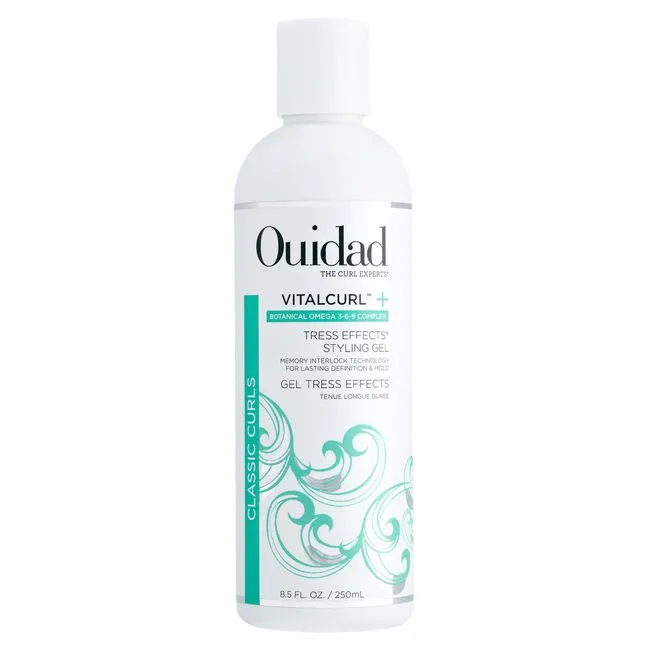 Ouidad
THE CURL EXPERTS®
VITALCURL™ +
BOTANICAL OMEGA 3-6-9 COMPLEX
TRESS EFFECTS®
STYLING GEL
MEMORY INTERLOCK TECHNOLOGY
FOR LASTING DEFINITION & HOLD
GEL TRESS EFFECTS
TENUE LONGUE DURÉE
CLASSIC CURLS
8.5 FL. OZ. / 250mL